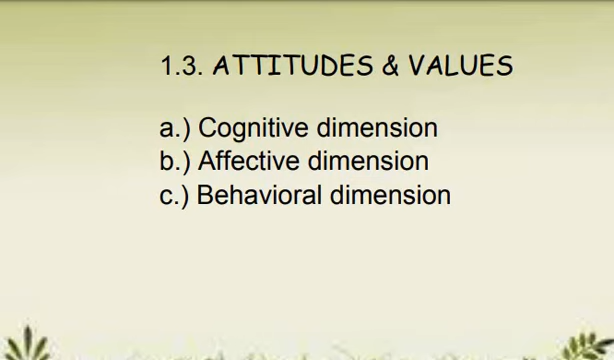 1.3. ATTITUDES & VALUES
a.) Cognitive dimension
b.) Affective dimension
c.) Behavioral dimension